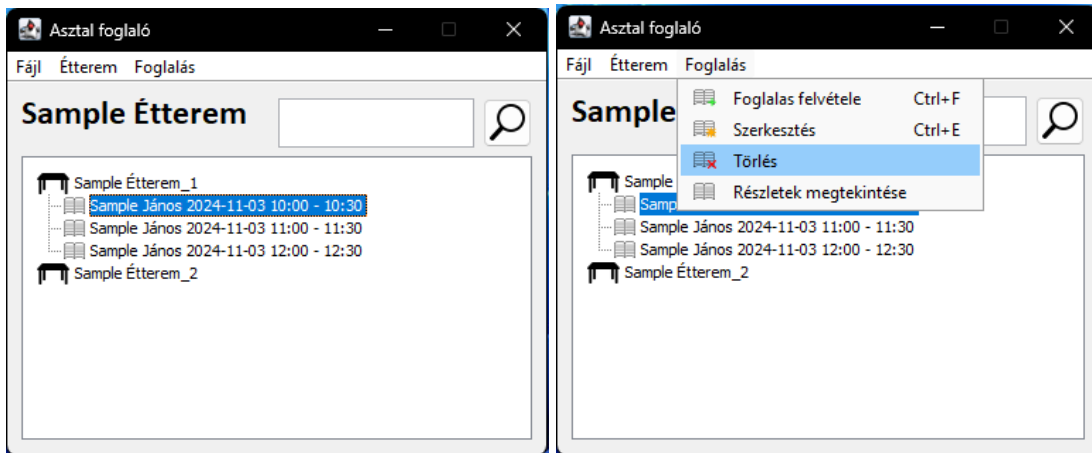 Asztal foglaló
Fájl Étterem Foglalás
Sample Étterem
Sample Étterem_1
Sample János 2024-11-03 10:00 - 10:30
Sample János 2024-11-03 11:00 - 11:30
Sample János 2024-11-03 12:00 - 12:30
Sample Étterem_2
Asztal foglaló
Fájl Étterem Foglalás
Sample
Foglalas felvétele Ctrl+F
Szerkesztés Ctrl+E
Törlés
Részletek megtekintése
Sample
Samp
Sample János 2024-11-03 11:00 - 11:30
Sample János 2024-11-03 12:00 - 12:30
Sample Étterem_2